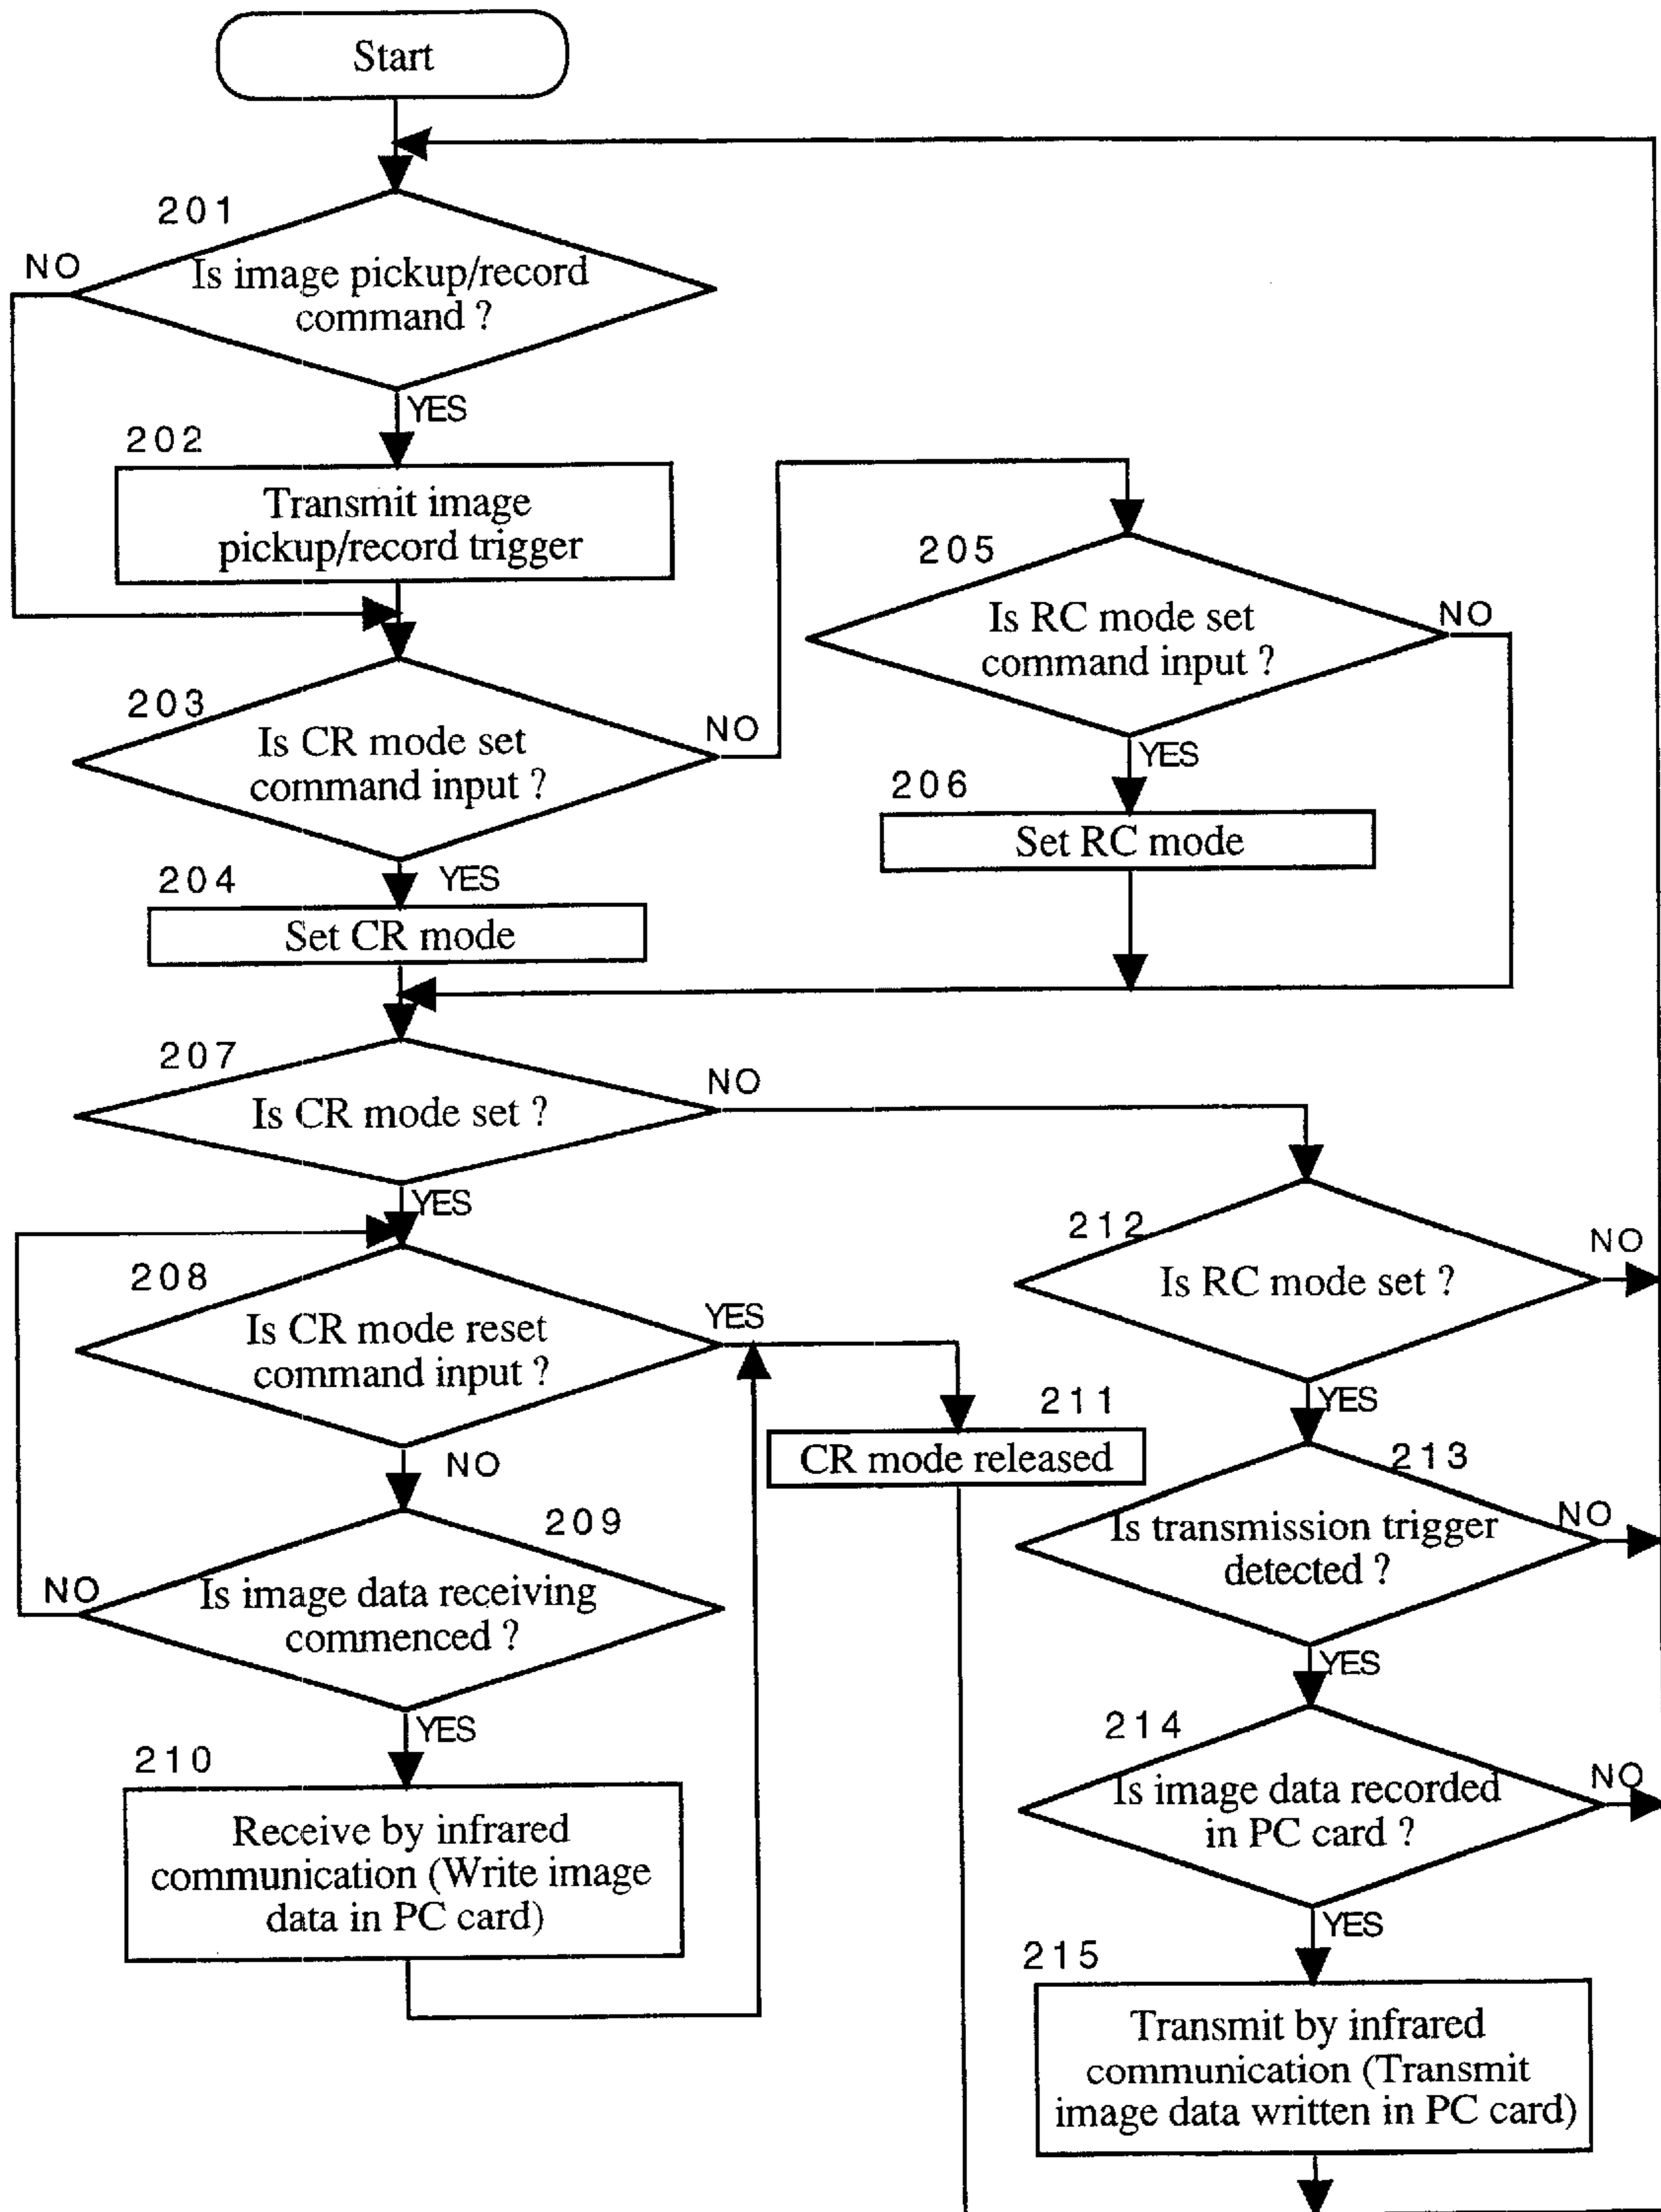 Start
201
NO
Is image pickup/record
command ?
YES
202
Transmit image
pickup/record trigger
203
Is CR mode set
command input ?
NO
YES
204
Set CR mode
205
Is RC mode set
command input ?
NO
YES
206
Set RC mode
207
Is CR mode set ?
NO
YES
208
Is CR mode reset
command input ?
YES
NO
209
Is image data receiving
commenced ?
NO
YES
210
Receive by infrared
communication (Write image
data in PC card)
211
CR mode released
212
Is RC mode set ?
NO
YES
213
Is transmission trigger
detected ?
NO
YES
214
Is image data recorded
in PC card ?
NO
YES
215
Transmit by infrared
communication (Transmit
image data written in PC card)